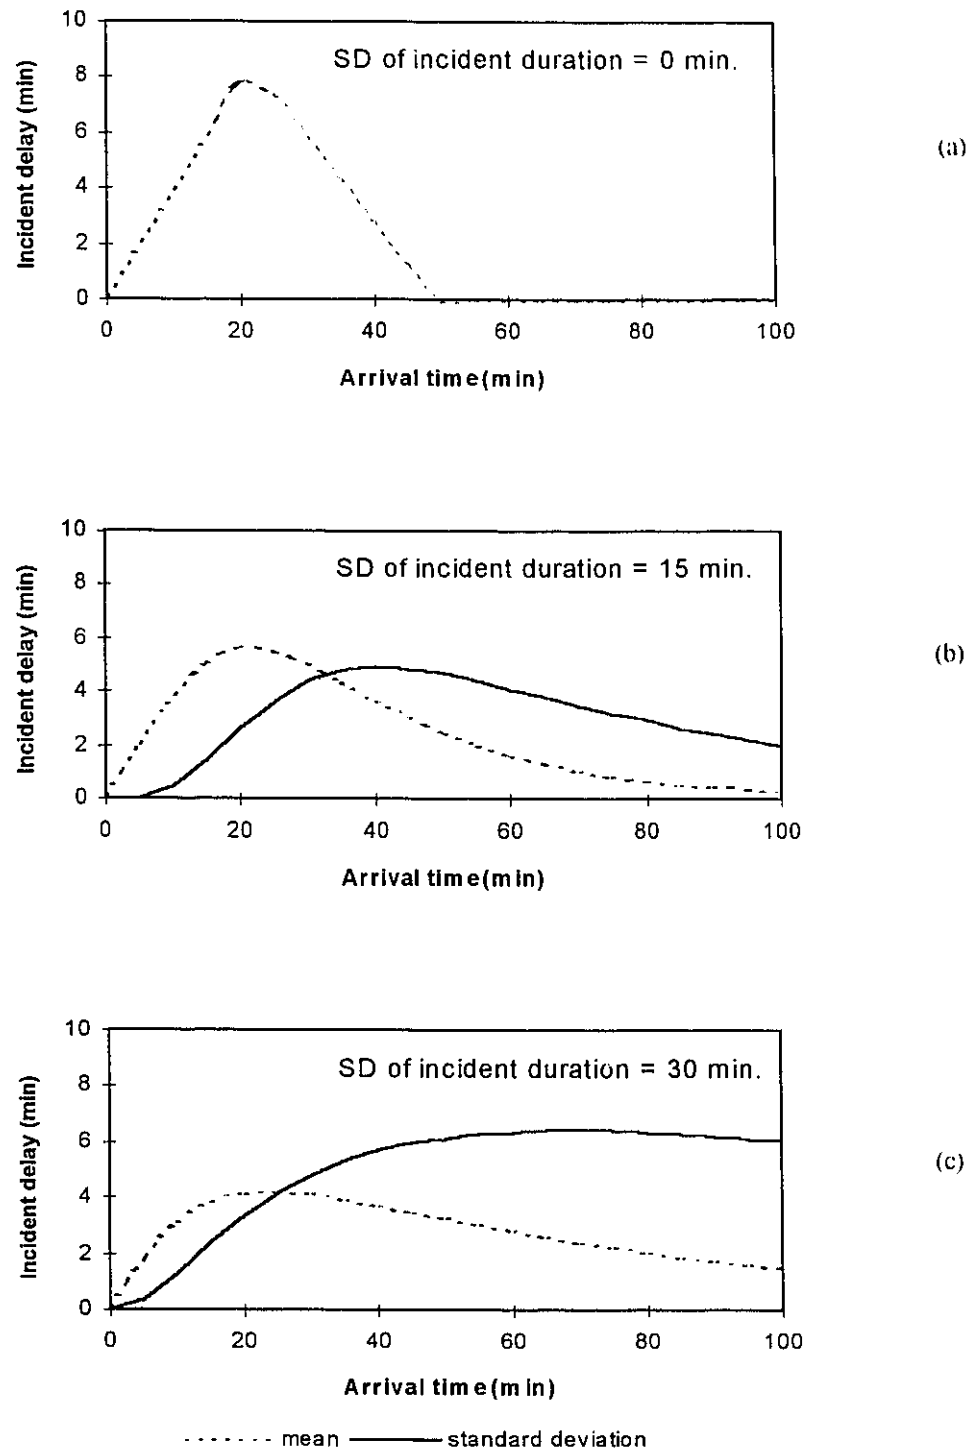 10
SD of incident duration = 0 min.
8
6
4
2
0
Incident delay (min)
(a)
0 20 40 60 80 100
Arrival time(min)
10
SD of incident duration = 15 min.
8
6
4
2
0
Incident delay (min)
(b)
0 20 40 60 80 100
Arrival time(min)
10
SD of incident duration = 30 min.
8
6
4
2
0
Incident delay (min)
(c)
0 20 40 60 80 100
Arrival time(min)
mean standard deviation